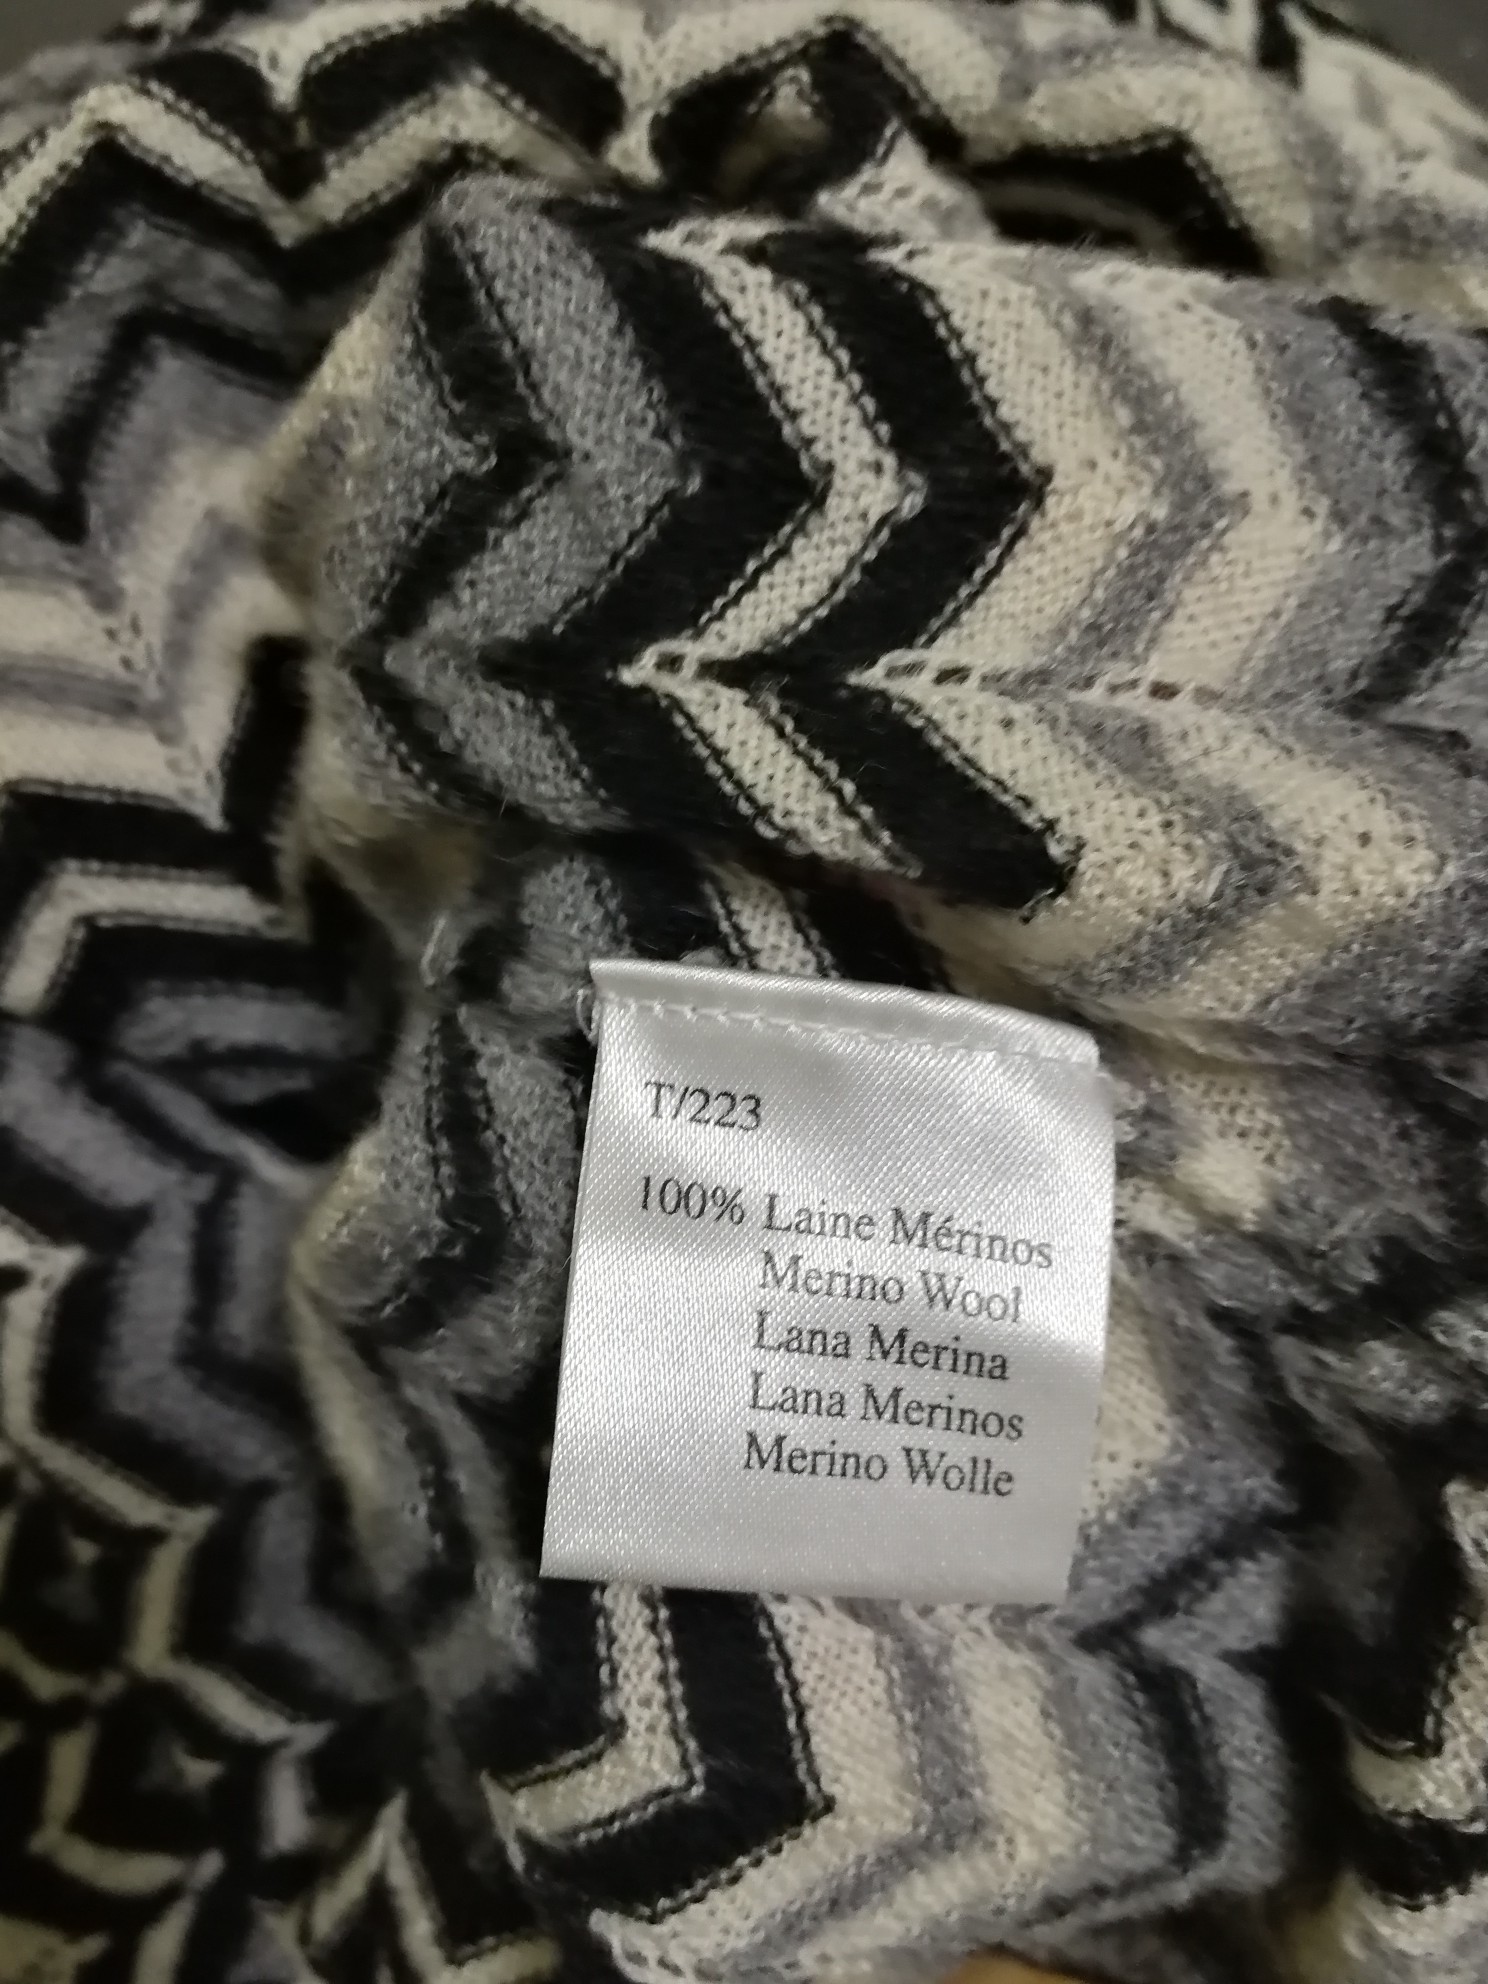 T/223
100% Laine Mérinos
Merino Wool
Lana Merina
Lana Merinos
Merino Wolle